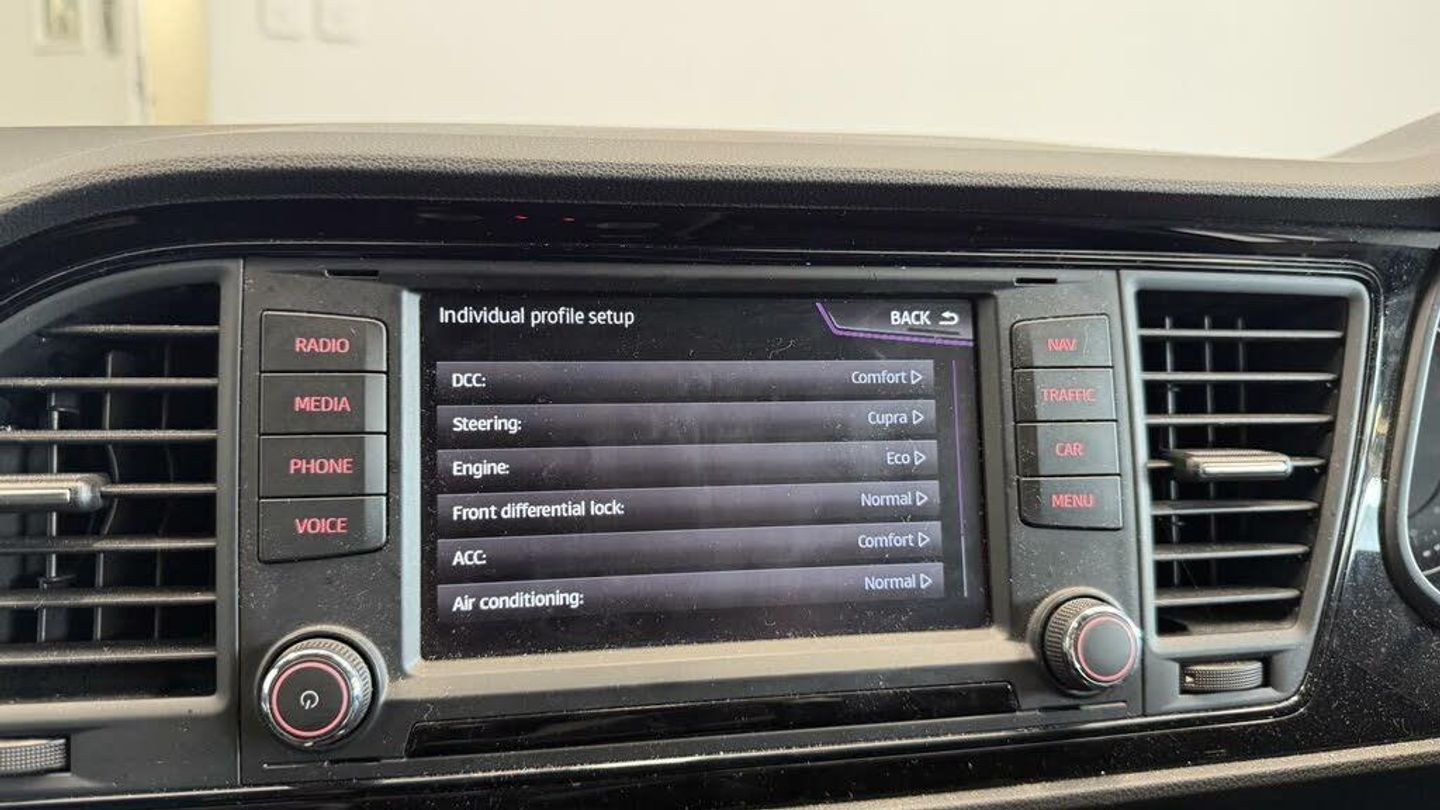 Individual profile setup
BACK
DCC: Comfort
Steering: Cupra
Engine: Eco
Front differential lock: Normal
ACC: Comfort
Air conditioning: Normal
RADIO
MEDIA
PHONE
VOICE
NAV
TRAFFIC
CAR
MENU